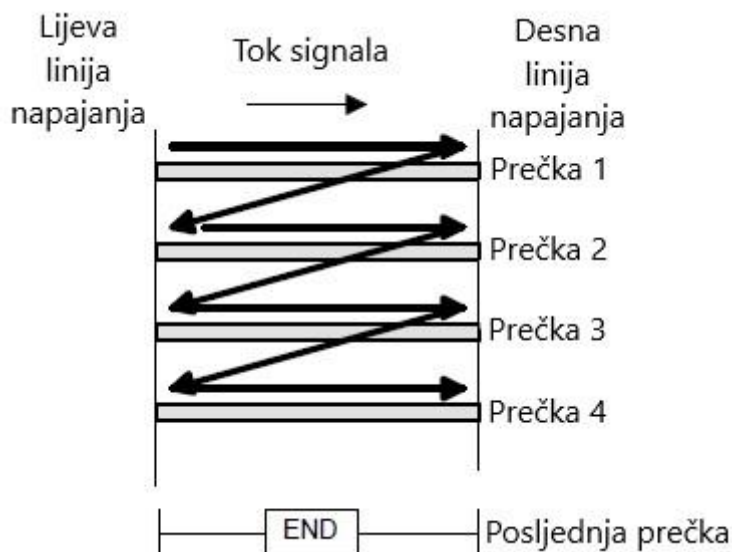 Lijeva
linija
napajanja
Tok signala
Desna
linija
napajanja
Prečka 1
Prečka 2
Prečka 3
Prečka 4
END
Posljednja prečka